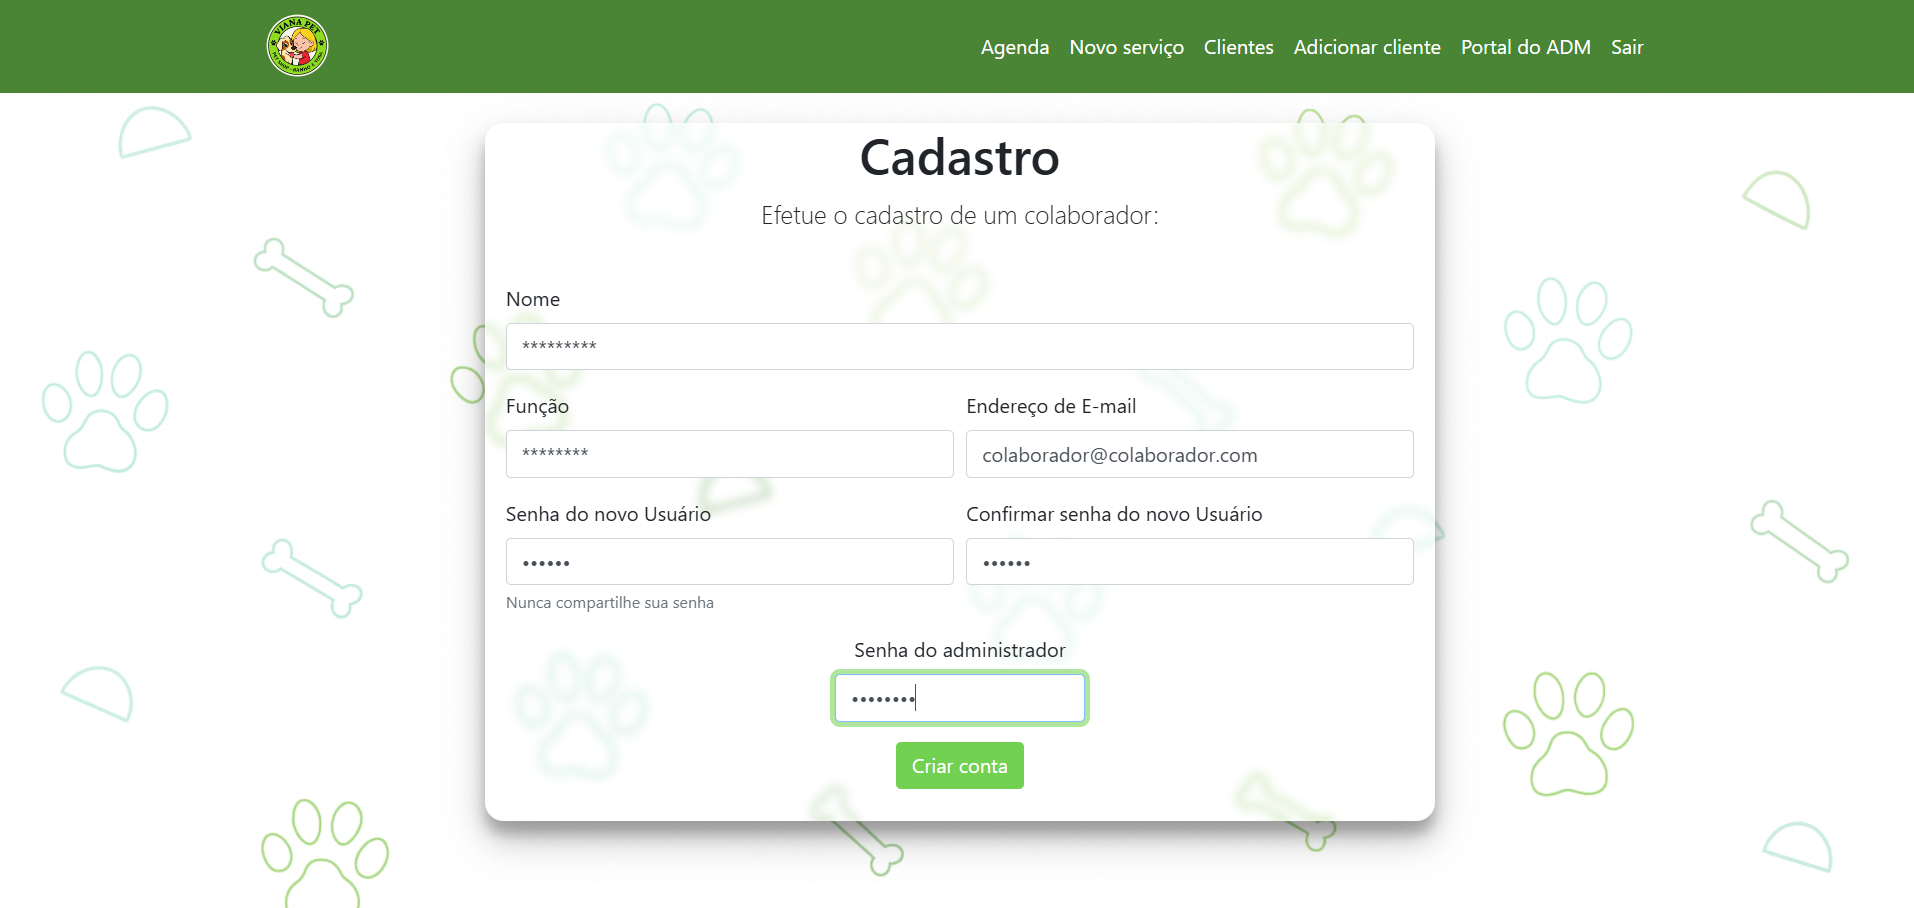 VIANA PET
Agenda Novo serviço Clientes Adicionar cliente Portal do ADM Sair
Cadastro
Efetue o cadastro de um colaborador:
Nome
*********
Função Endereço de E-mail
******** colaborador@colaborador.com
Senha do novo Usuário Confirmar senha do novo Usuário
•••••• ••••••
Nunca compartilhe sua senha
Senha do administrador
••••••••
Criar conta